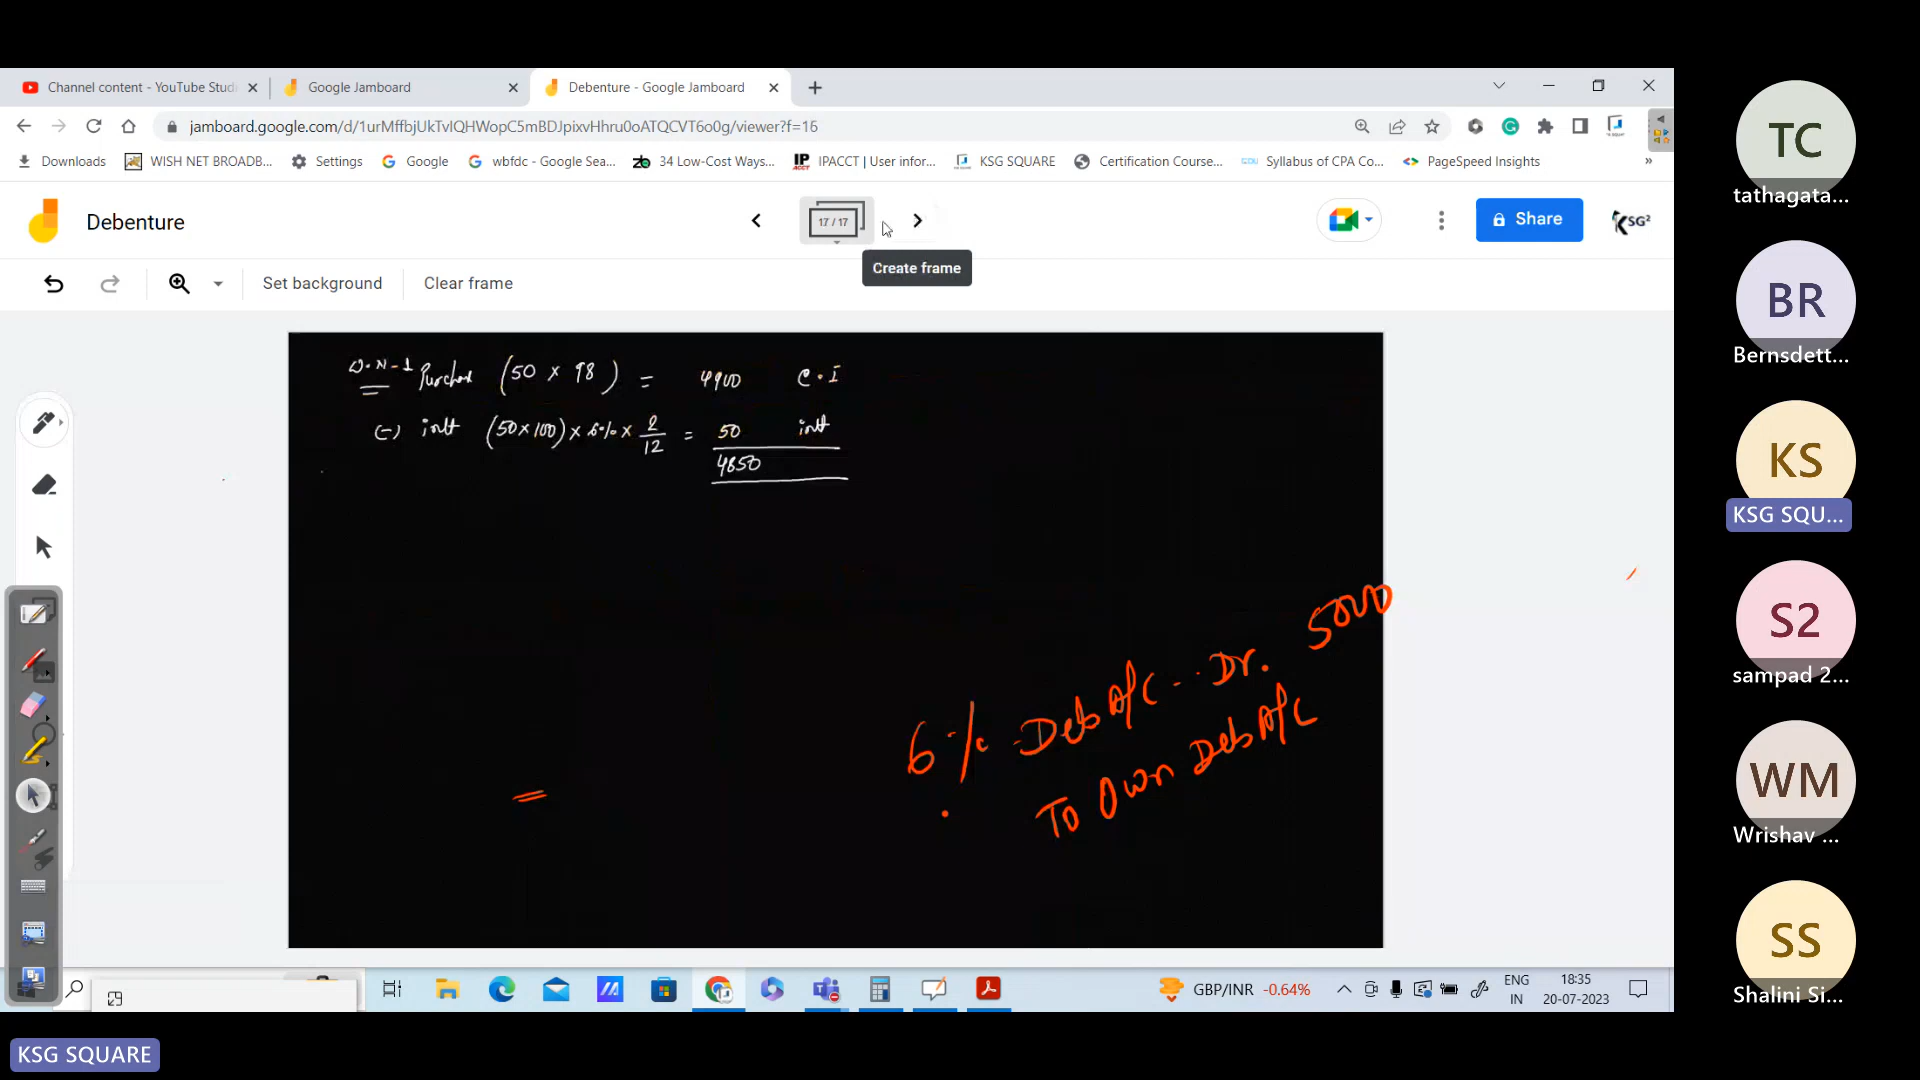 Channel content - YouTube Studi
Google Jamboard
Debenture - Google Jamboard
jamboard.google.com/d/1urMffbjUkTvIQHWopC5mBDJpixvHhru0oATQCVT6o0g/viewer?f=16
Downloads
WISH NET BROADB...
Settings
Google
wbfdc - Google Sea...
34 Low-Cost Ways...
IPACCT | User infor...
KSG SQUARE
Certification Course...
Syllabus of CPA Co...
PageSpeed Insights
»
Debenture
17 / 17
Share
KSG²
Create frame
Set background
Clear frame
W.N-1 Purchase (50 x 98) = 4900 C.I
(-) intt (50x100) x 6% x 2/12 = 50 intt
4850
6% Deb A/C .. Dr. 5000
To Own Deb A/C
GBP/INR -0.64%
ENG
IN
18:35
20-07-2023
TC
tathagata...
BR
Bernsdett...
KS
KSG SQU...
S2
sampad 2...
WM
Wrishav ...
SS
Shalini Si...
KSG SQUARE